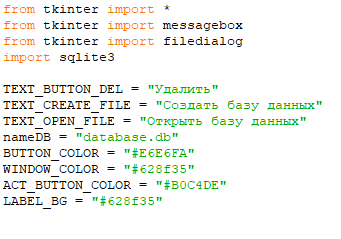 from tkinter import *
from tkinter import messagebox
from tkinter import filedialog
import sqlite3

TEXT_BUTTON_DEL = "Удалить"
TEXT_CREATE_FILE = "Создать базу данных"
TEXT_OPEN_FILE = "Открыть базу данных"
nameDB = "database.db"
BUTTON_COLOR = "#E6E6FA"
WINDOW_COLOR = "#628f35"
ACT_BUTTON_COLOR = "#B0C4DE"
LABEL_BG = "#628f35"